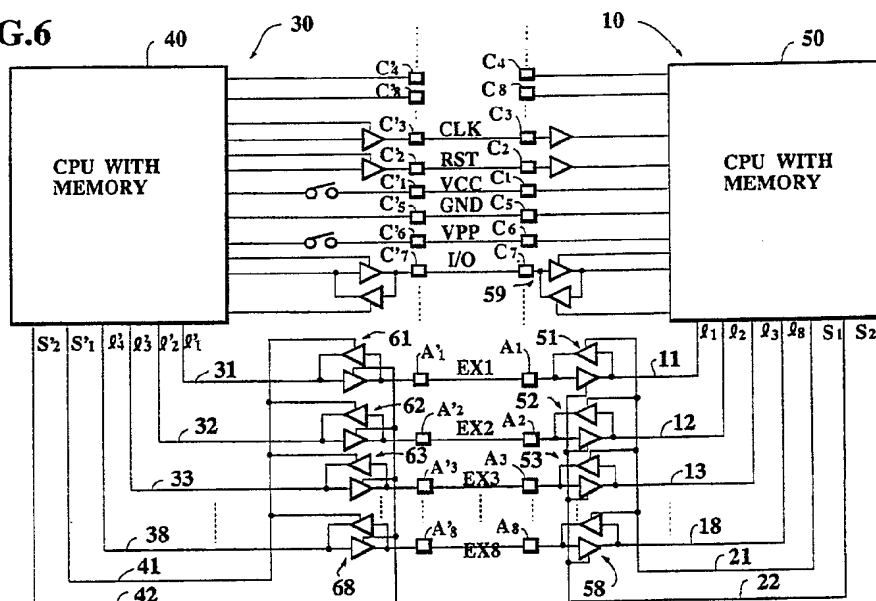 G.6
40
30
10
50
CPU WITH
MEMORY
CPU WITH
MEMORY
C'4
C4
C'8
C8
C'3
CLK
C3
C'2
RST
C2
C'1
VCC
C1
C'5
GND
C5
C'6
VPP
C6
C'7
I/O
C7
59
S'2
S'1
ℓ'4
ℓ'3
ℓ'2
ℓ'1
ℓ1
ℓ2
ℓ3
ℓ8
S1
S2
61
A'1
A1
51
31
EX1
11
62
A'2
A2
52
32
EX2
12
63
A'3
A3
53
33
EX3
13
38
A'8
A8
18
EX8
68
58
41
21
42
22